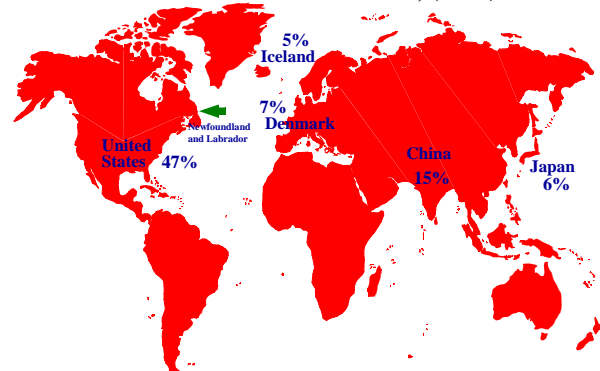 5%
Iceland
7%
Denmark
Newfoundland
and Labrador
United
States 47%
China
15%
Japan
6%